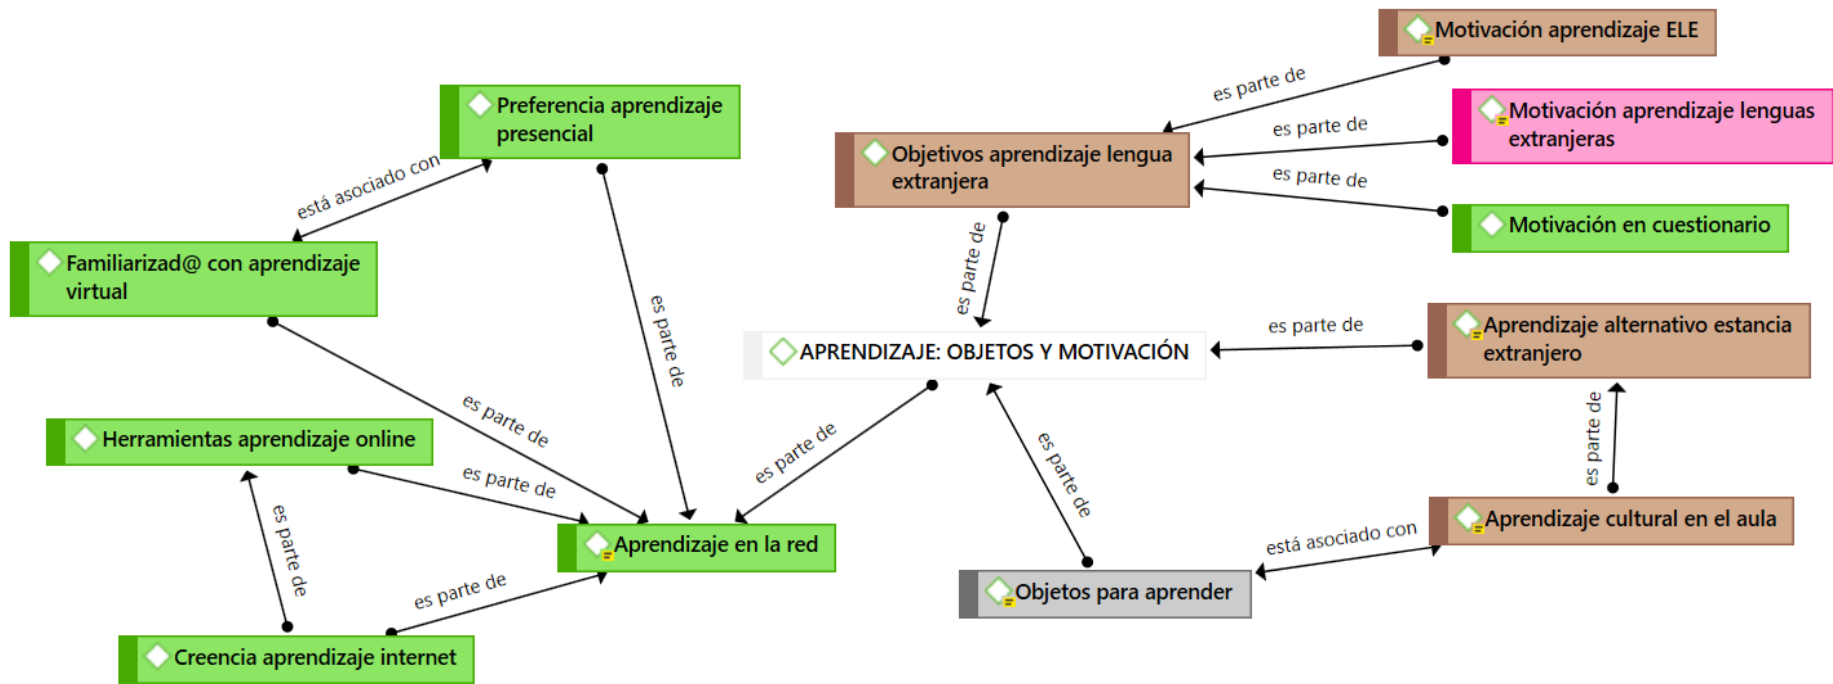 Motivación aprendizaje ELE
es parte de
Preferencia aprendizaje
presencial
Motivación aprendizaje lenguas
extranjeras
es parte de
Objetivos aprendizaje lengua
extranjera
está asociado con
es parte de
Motivación en cuestionario
Familiarizad@ con aprendizaje
virtual
es parte de
es parte de
APRENDIZAJE: OBJETOS Y MOTIVACIÓN
es parte de
Aprendizaje alternativo estancia
extranjero
es parte de
Herramientas aprendizaje online
es parte de
es parte de
es parte de
es parte de
es parte de
es parte de
Aprendizaje en la red
está asociado con
Aprendizaje cultural en el aula
es parte de
Objetos para aprender
Creencia aprendizaje internet